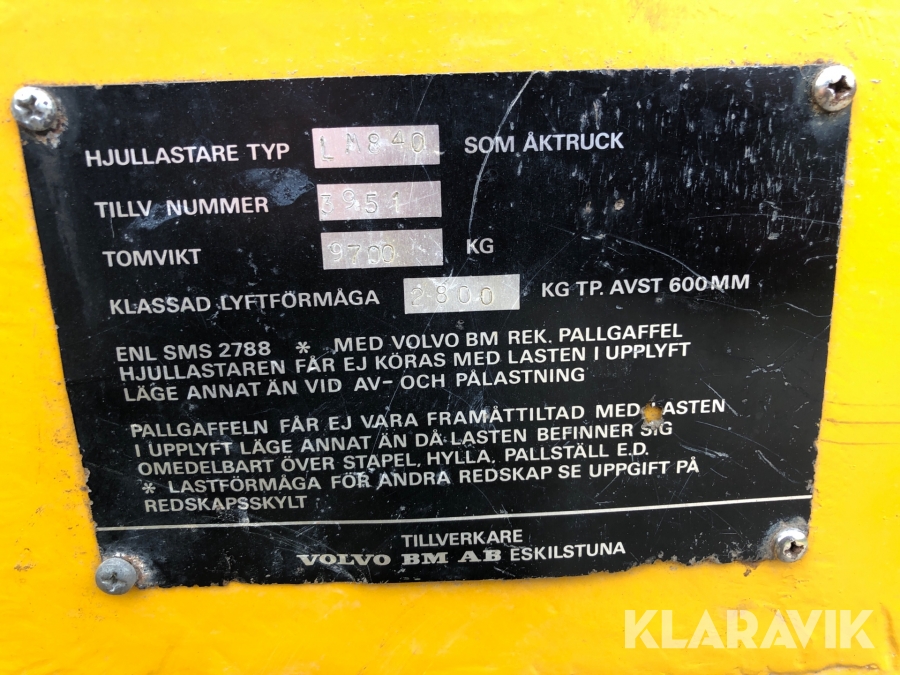 HJULLASTARE TYP LM840 SOM ÅKTRUCK
TILLV NUMMER 3951
TOMVIKT 9700 KG
KLASSAD LYFTFÖRMÅGA 2800 KG TP. AVST 600MM
ENL SMS 2788 * MED VOLVO BM REK. PALLGAFFEL
HJULLASTAREN FÅR EJ KÖRAS MED LASTEN I UPPLYFT
LÄGE ANNAT ÄN VID AV- OCH PÅLASTNING
PALLGAFFELN FÅR EJ VARA FRAMÅTTILTAD MED LASTEN
I UPPLYFT LÄGE ANNAT ÄN DÅ LASTEN BEFINNER SIG
OMEDELBART ÖVER STAPEL, HYLLA, PALLSTÄLL E.D.
* LASTFÖRMÅGA FÖR ANDRA REDSKAP SE UPPGIFT PÅ
REDSKAPSSKYLT
TILLVERKARE
VOLVO BM AB ESKILSTUNA
KLARAVIK